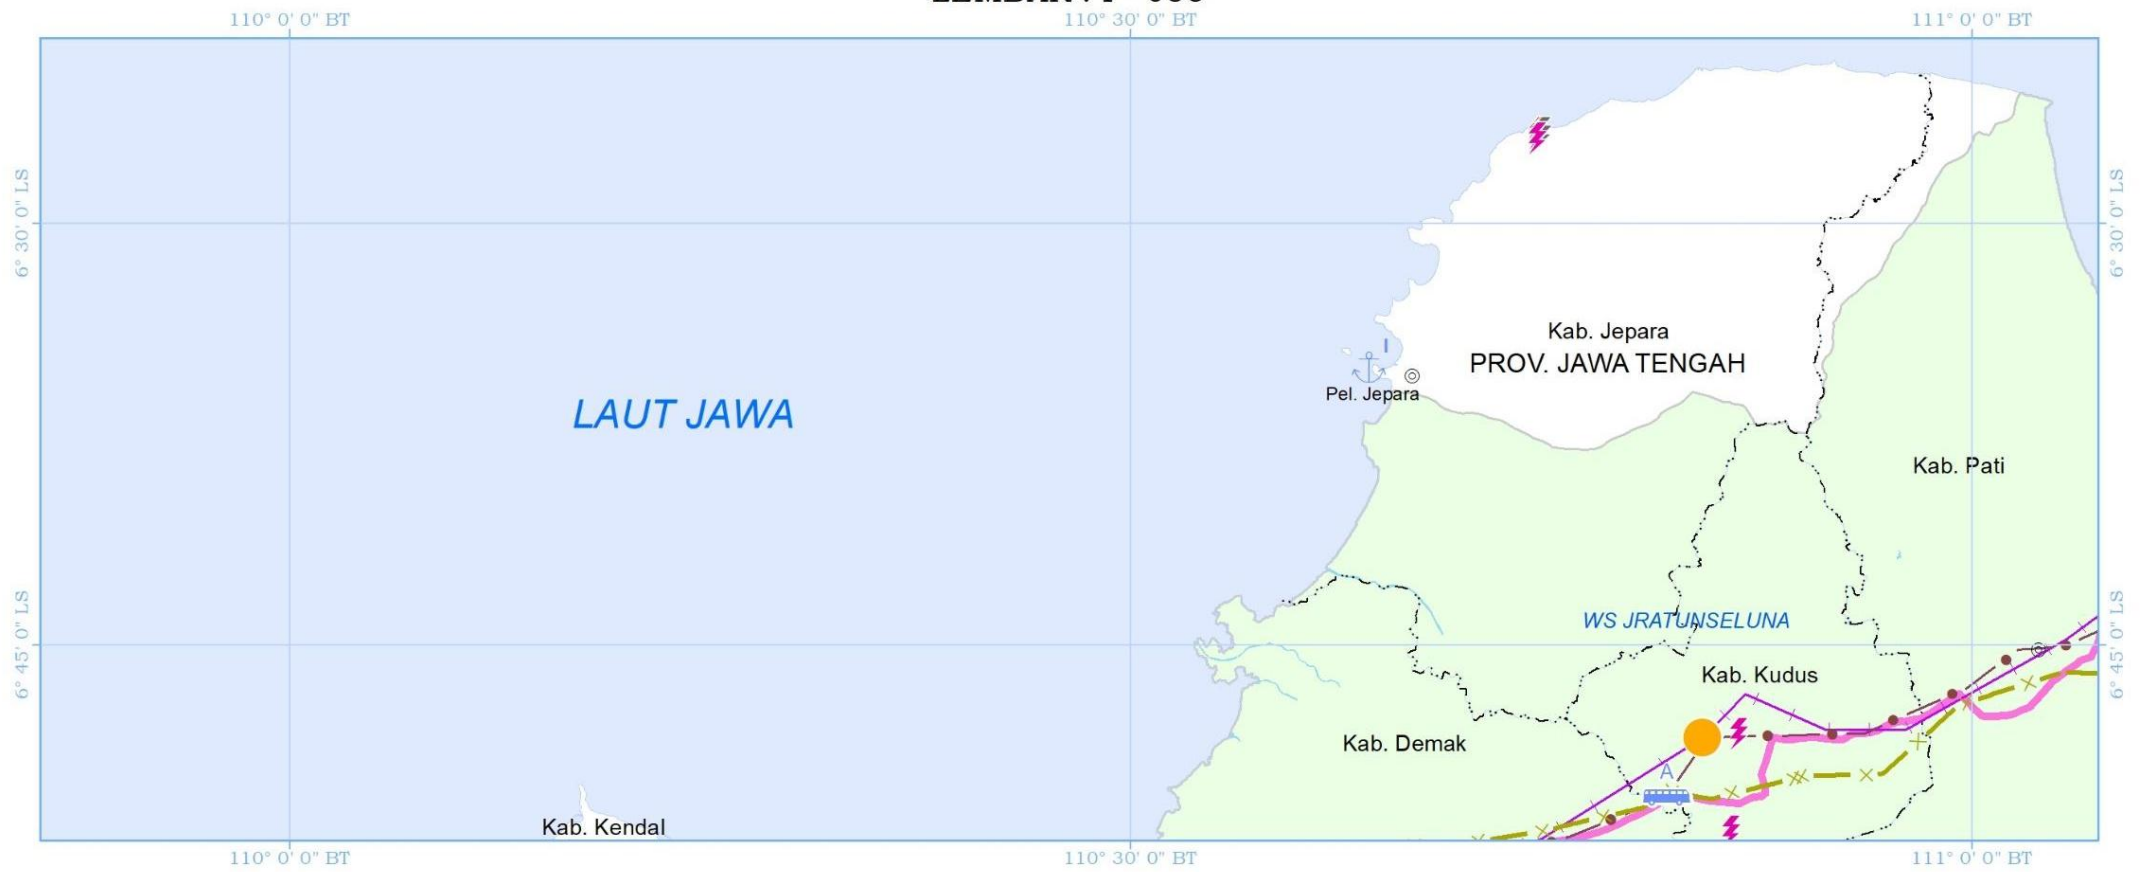 110° 0' 0" BT
110° 30' 0" BT
111° 0' 0" BT
6° 30' 0" LS
6° 30' 0" LS
Kab. Jepara
PROV. JAWA TENGAH
I
Pel. Jepara
LAUT JAWA
Kab. Pati
WS JRATUNSELUNA
6° 45' 0" LS
6° 45' 0" LS
Kab. Kudus
Kab. Demak
A
Kab. Kendal
110° 0' 0" BT
110° 30' 0" BT
111° 0' 0" BT